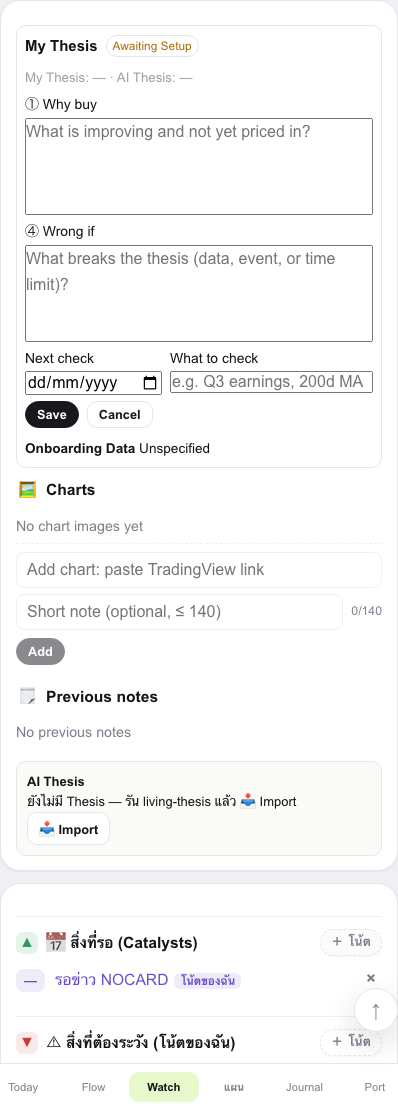 My Thesis Awaiting Setup
My Thesis: — · AI Thesis: —
① Why buy
What is improving and not yet priced in?
④ Wrong if
What breaks the thesis (data, event, or time
limit)?
Next check What to check
dd/mm/yyyy e.g. Q3 earnings, 200d MA
Save Cancel
Onboarding Data Unspecified
🖼️ Charts
No chart images yet
Add chart: paste TradingView link
Short note (optional, ≤ 140) 0/140
Add
🗒️ Previous notes
No previous notes
AI Thesis
ยังไม่มี Thesis — รัน living-thesis แล้ว 📥 Import
📥 Import
▲ 📅 สิ่งที่รอ (Catalysts) + โน้ต
— รอข่าว NOCARD โน้ตของฉัน ×
↑
▼ ⚠ สิ่งที่ต้องระวัง (โน้ตของฉัน) + โน้ต
Today Flow Watch แผน Journal Port